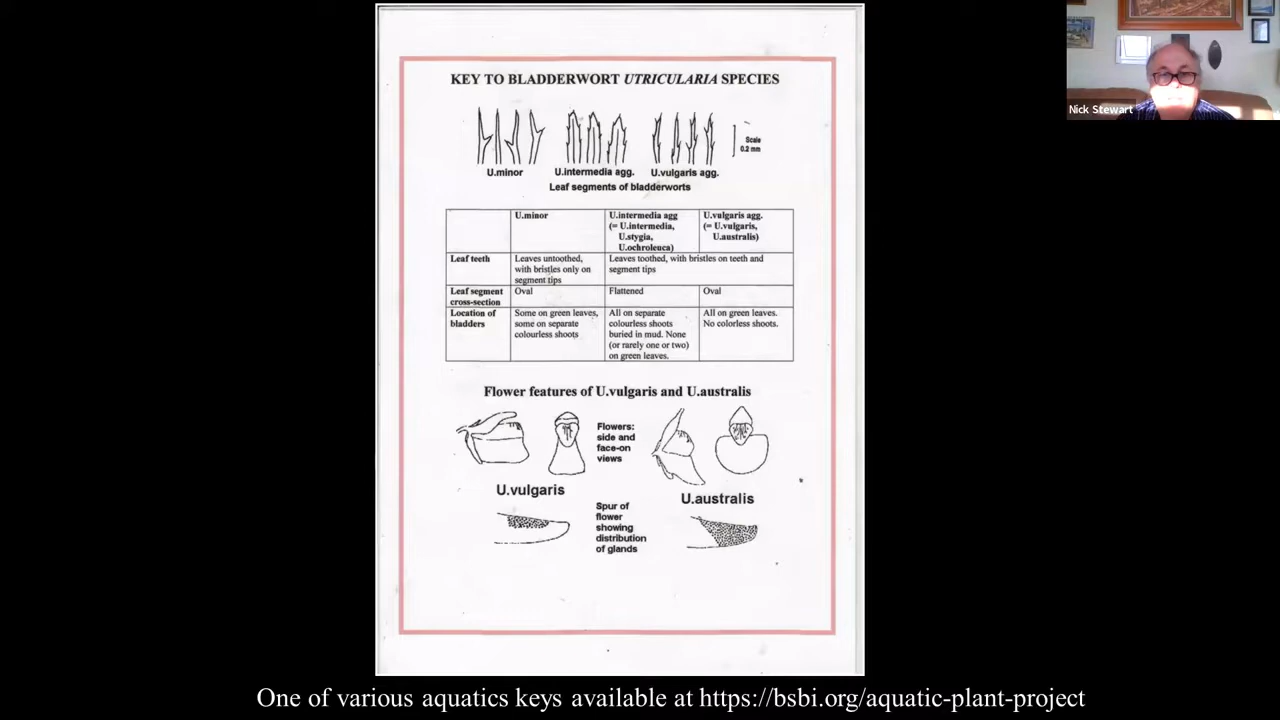 KEY TO BLADDERWORT UTRICULARIA SPECIES
Scale
0.2 mm
U.minor
U.intermedia agg.
U.vulgaris agg.
Leaf segments of bladderworts
U.minor
U.intermedia agg
(= U.intermedia,
U.stygia,
U.ochroleuca)
U.vulgaris agg.
(= U.vulgaris,
U.australis)
Leaf teeth
Leaves untoothed,
with bristles only on
segment tips
Leaves toothed, with bristles on teeth and
segment tips
Leaf segment
cross-section
Oval
Flattened
Oval
Location of
bladders
Some on green leaves,
some on separate
colourless shoots
All on separate
colourless shoots
buried in mud. None
(or rarely one or two)
on green leaves.
All on green leaves.
No colorless shoots.
Flower features of U.vulgaris and U.australis
Flowers:
side and
face-on
views
U.vulgaris
U.australis
Spur of
flower
showing
distribution
of glands
Nick Stewart
One of various aquatics keys available at https://bsbi.org/aquatic-plant-project